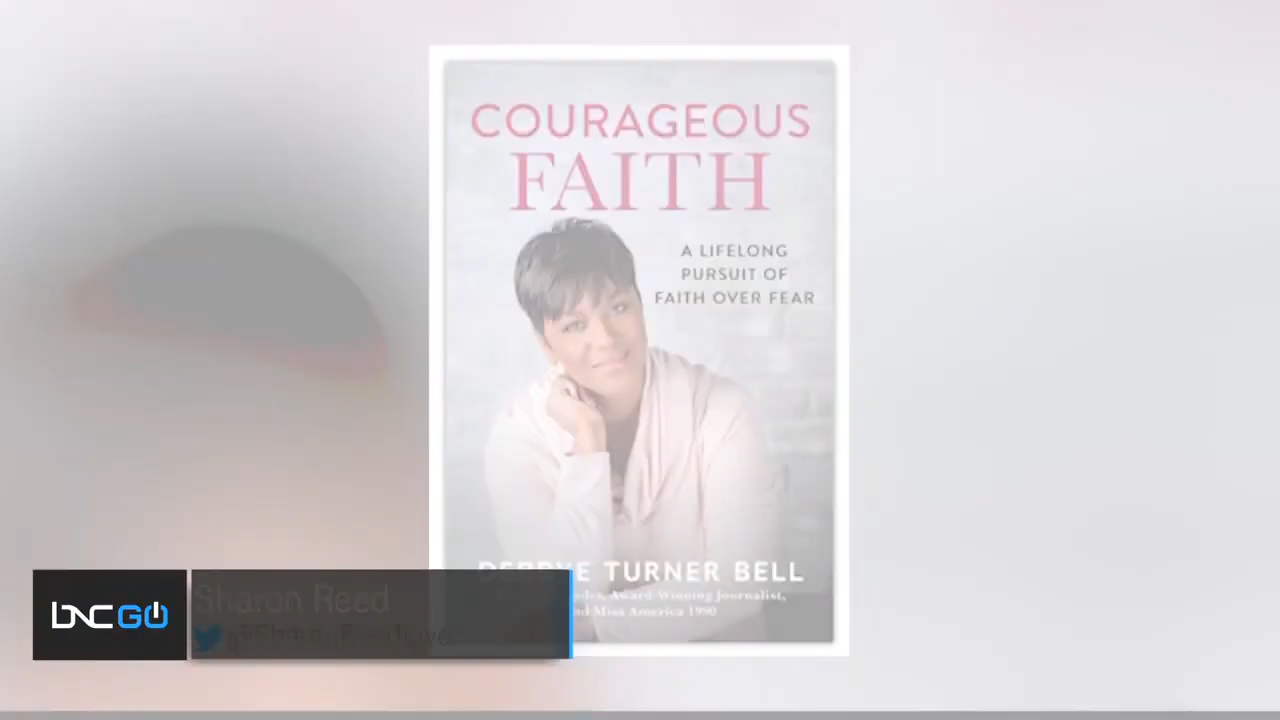 COURAGEOUS
FAITH
A LIFELONG
PURSUIT OF
FAITH OVER FEAR
TURNER BELL
Award-Winning Journalist,
Miss America 1990
BNC GO
Sharon Reed